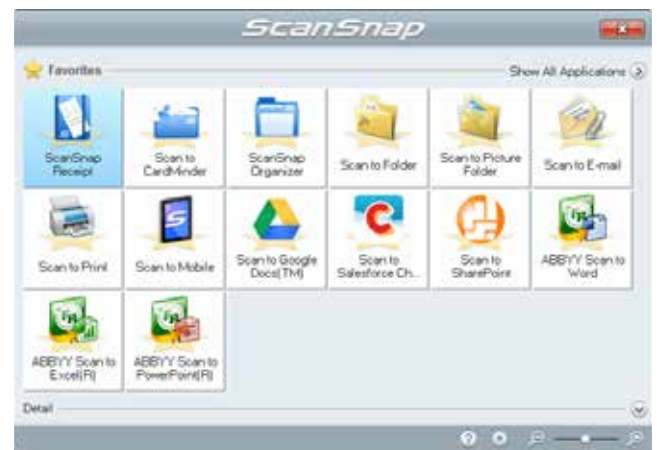 ScanSnap
Favorites
Show All Applications
ScanSnap
Receipt
Scan to
CardMinder
ScanSnap
Organizer
Scan to Folder
Scan to Picture
Folder
Scan to E-mail
Scan to Print
Scan to Mobile
Scan to Google
Docs(TM)
Scan to
Salesforce Ch...
Scan to
SharePoint
ABBYY Scan to
Word
ABBYY Scan to
Excel(R)
ABBYY Scan to
PowerPoint(R)
Detail